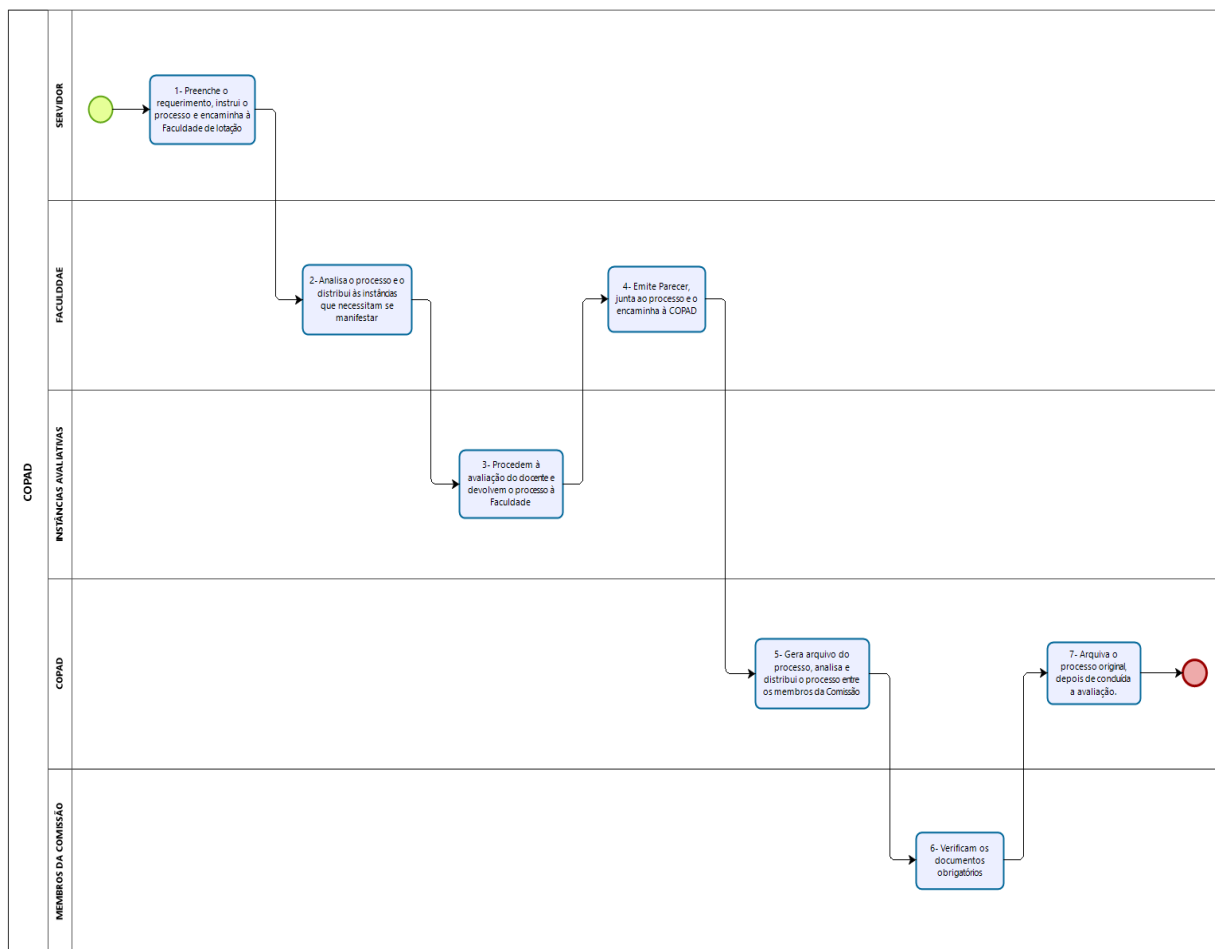 COPAD
SERVIDOR
1- Preenche o
requerimento, instrui o
processo e encaminha à
Faculdade de lotação
FACULDDAE
2- Analisa o processo e o
distribui às instâncias
que necessitam se
manifestar
4- Emite Parecer,
junta ao processo e o
encaminha à COPAD
INSTÂNCIAS AVALIATIVAS
3- Procedem à
avaliação do docente e
devolvem o processo à
Faculdade
COPAD
5- Gera arquivo do
processo, analisa e
distribui o processo entre
os membros da Comissão
7- Arquiva o
processo original,
depois de concluída
a avaliação.
MEMBROS DA COMISSÃO
6- Verificam os
documentos
obrigatórios